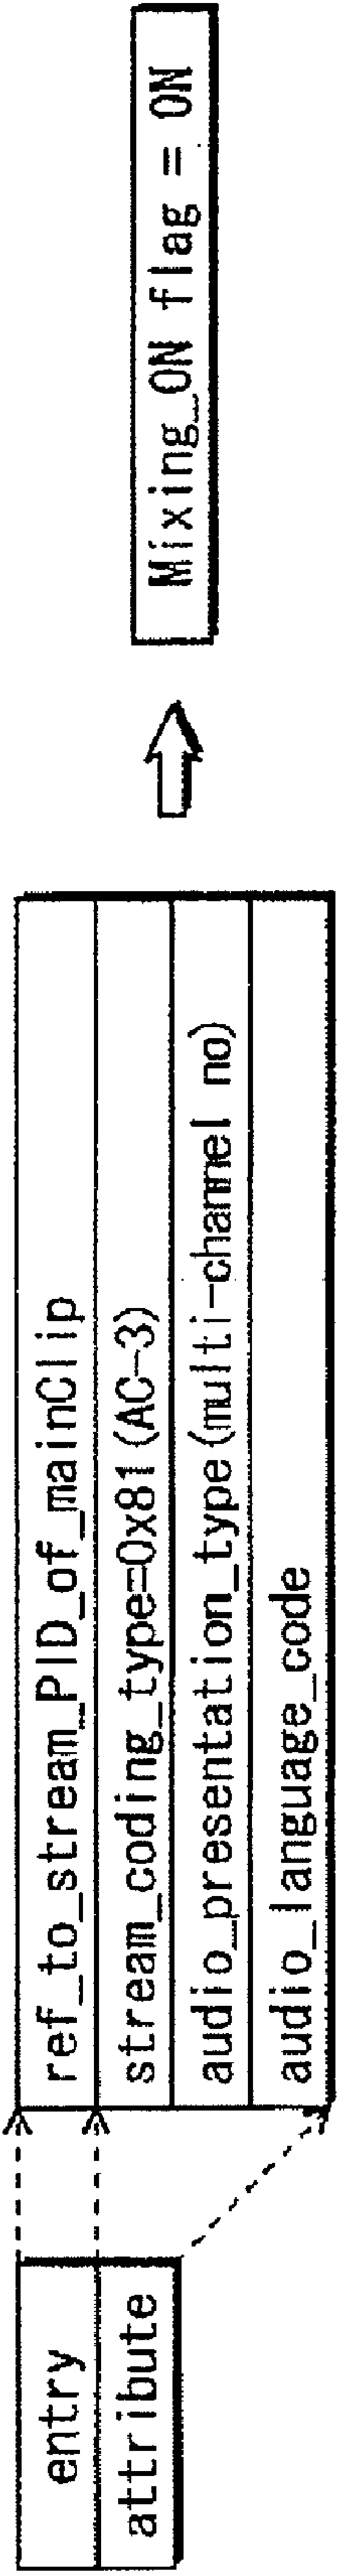 entry
attribute
ref_to_stream_PID_of_mainClip
stream_coding_type=0x81(AC-3)
audio_presentation_type(multi-channel no)
audio_language_code
Mixing_ON flag = ON